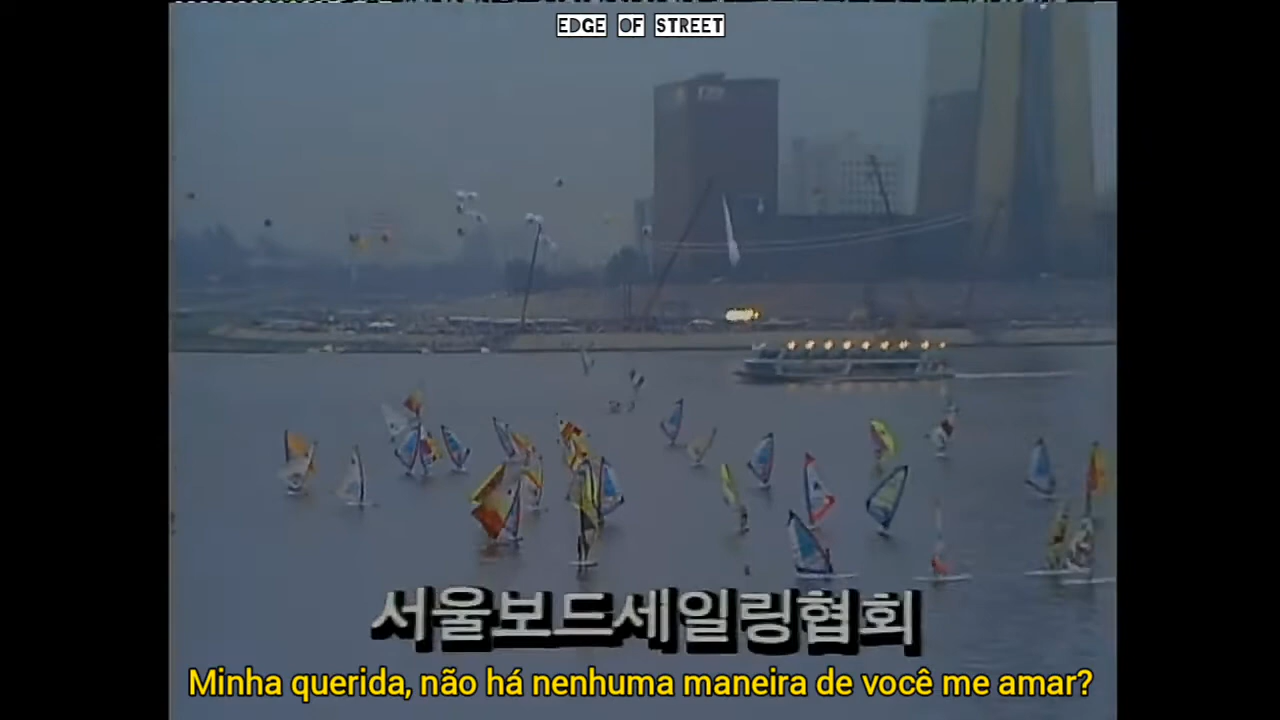 EDGE OF STREET
서울보드세일링협회
Minha querida, não há nenhuma maneira de você me amar?